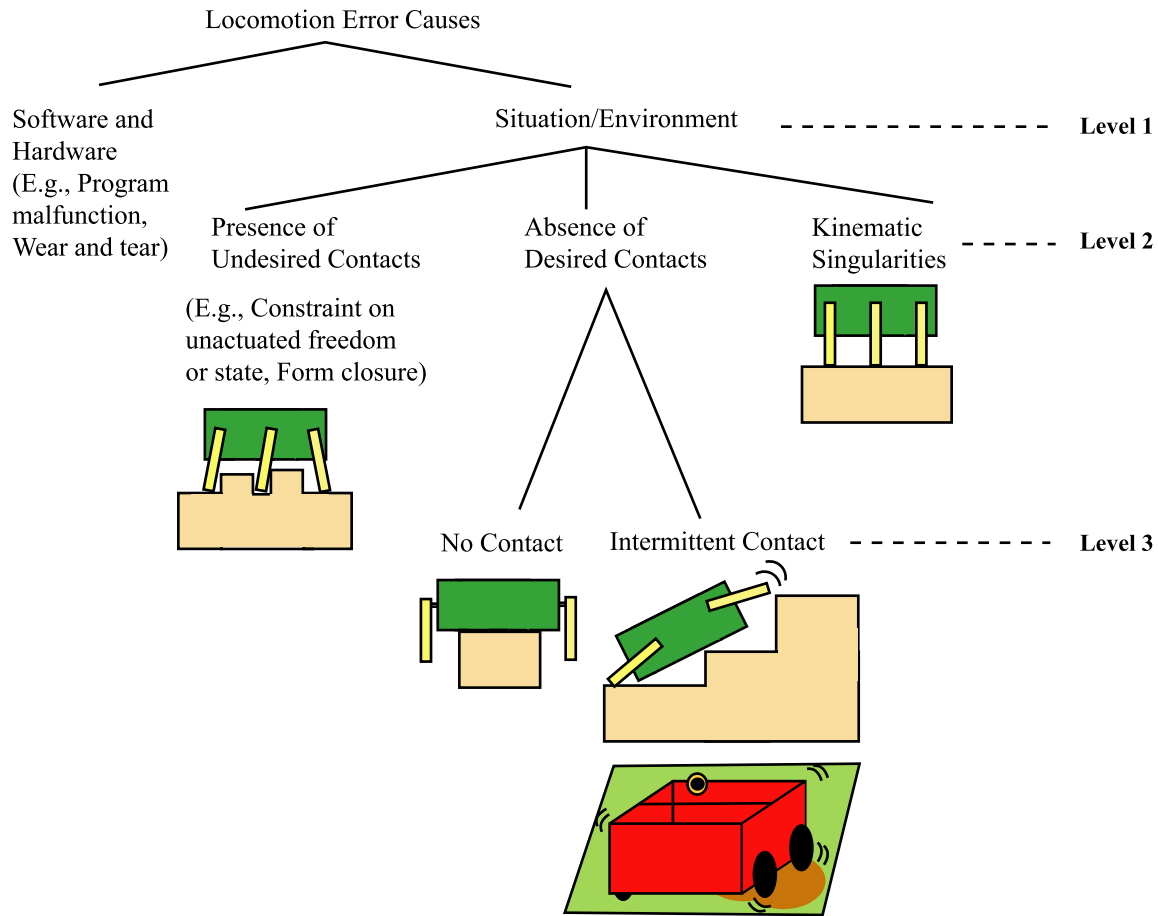 Locomotion Error Causes
Software and
Hardware
(E.g., Program
malfunction,
Wear and tear)
Situation/Environment
Level 1
Presence of
Undesired Contacts
(E.g., Constraint on
unactuated freedom
or state, Form closure)
Absence of
Desired Contacts
Kinematic
Singularities
Level 2
No Contact
Intermittent Contact
Level 3